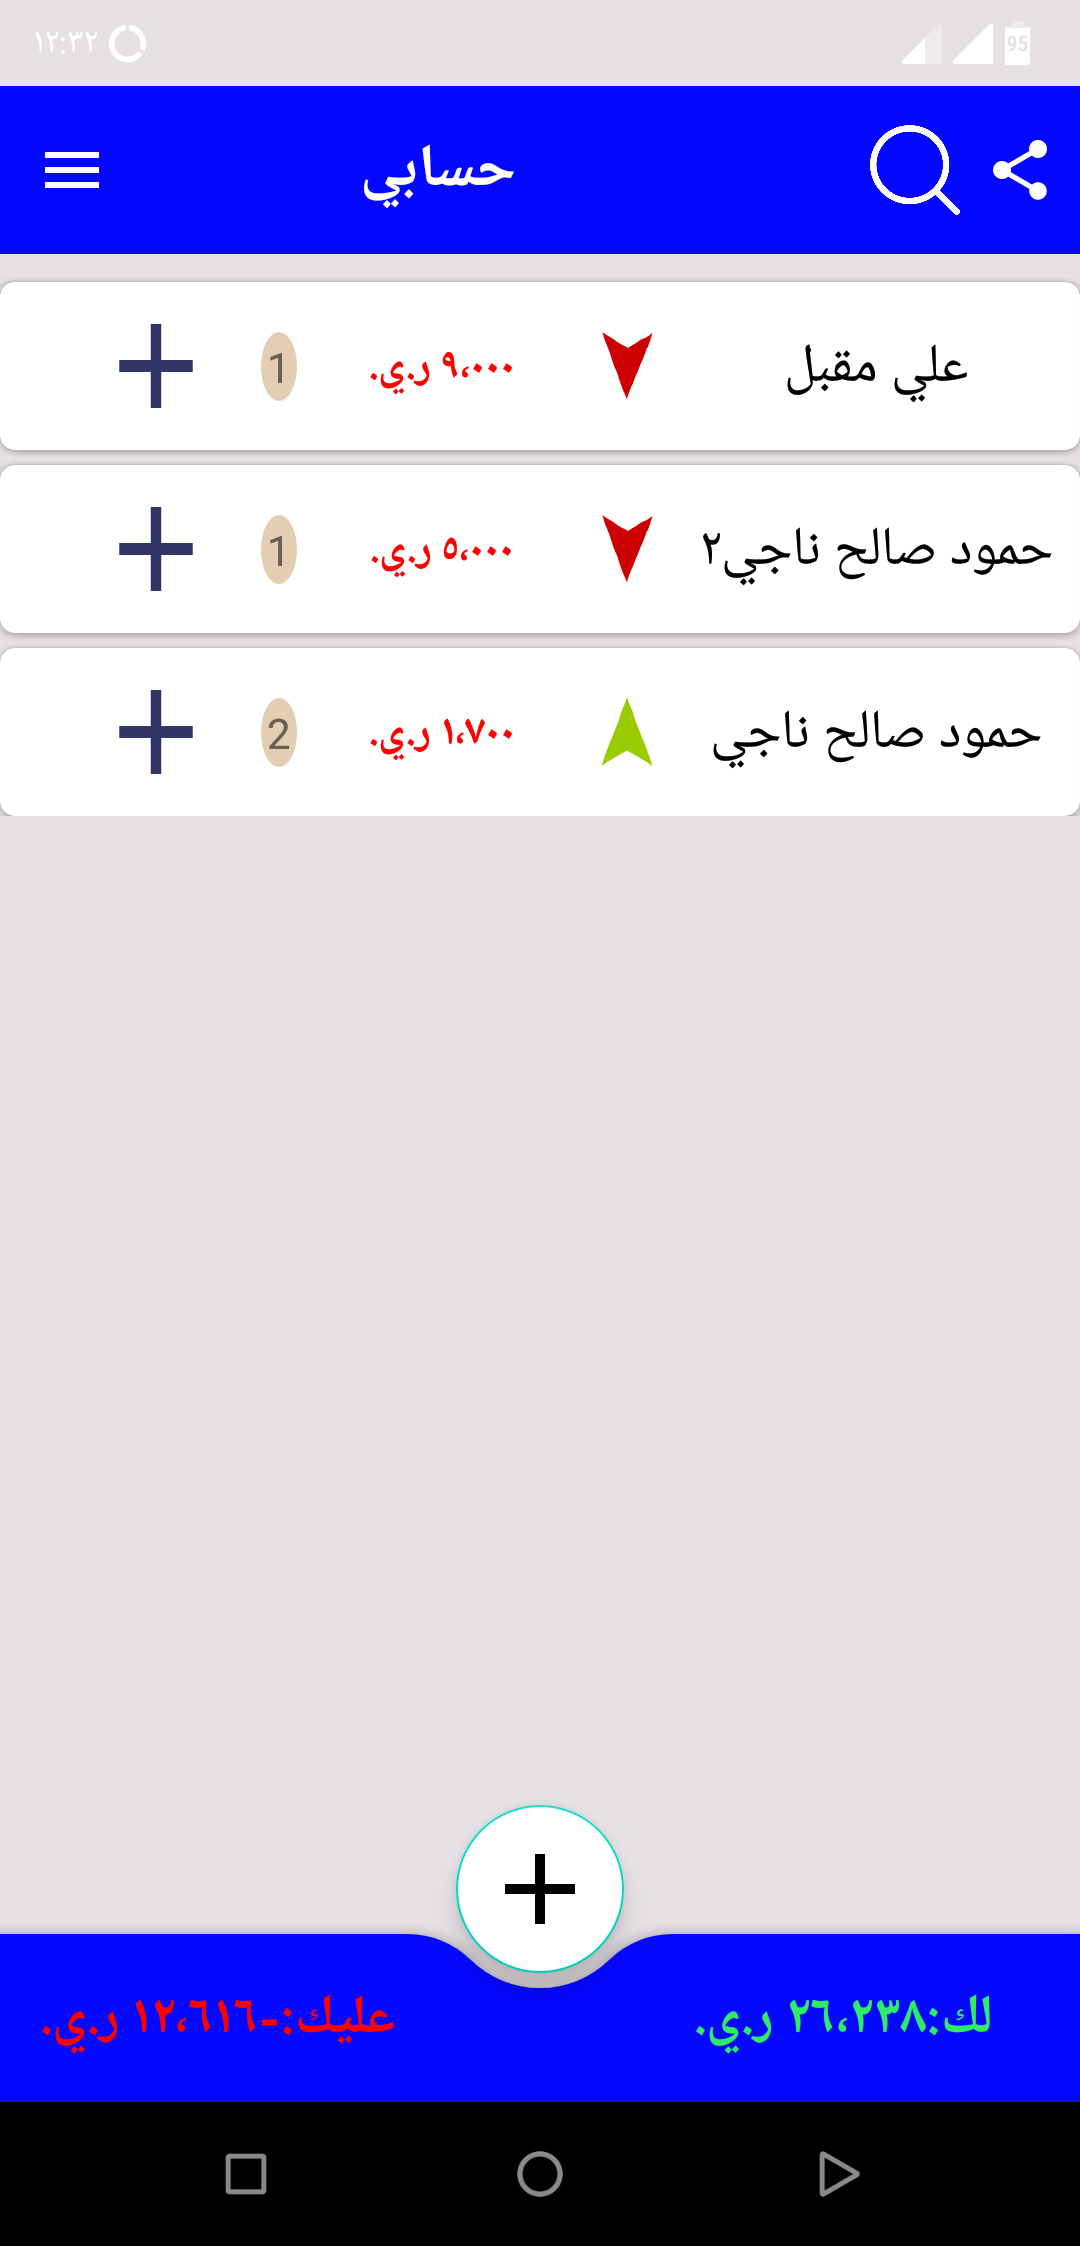 ١٢:٣٢ 95
حسابي
علي مقبل ٩،٠٠٠ ر.ي. 1
حمود صالح ناجي٢ ٥،٠٠٠ ر.ي. 1
حمود صالح ناجي ١،٧٠٠ ر.ي. 2
لك:٢٦،٢٣٨ ر.ي. عليك:-١٢،٦١٦ ر.ي.